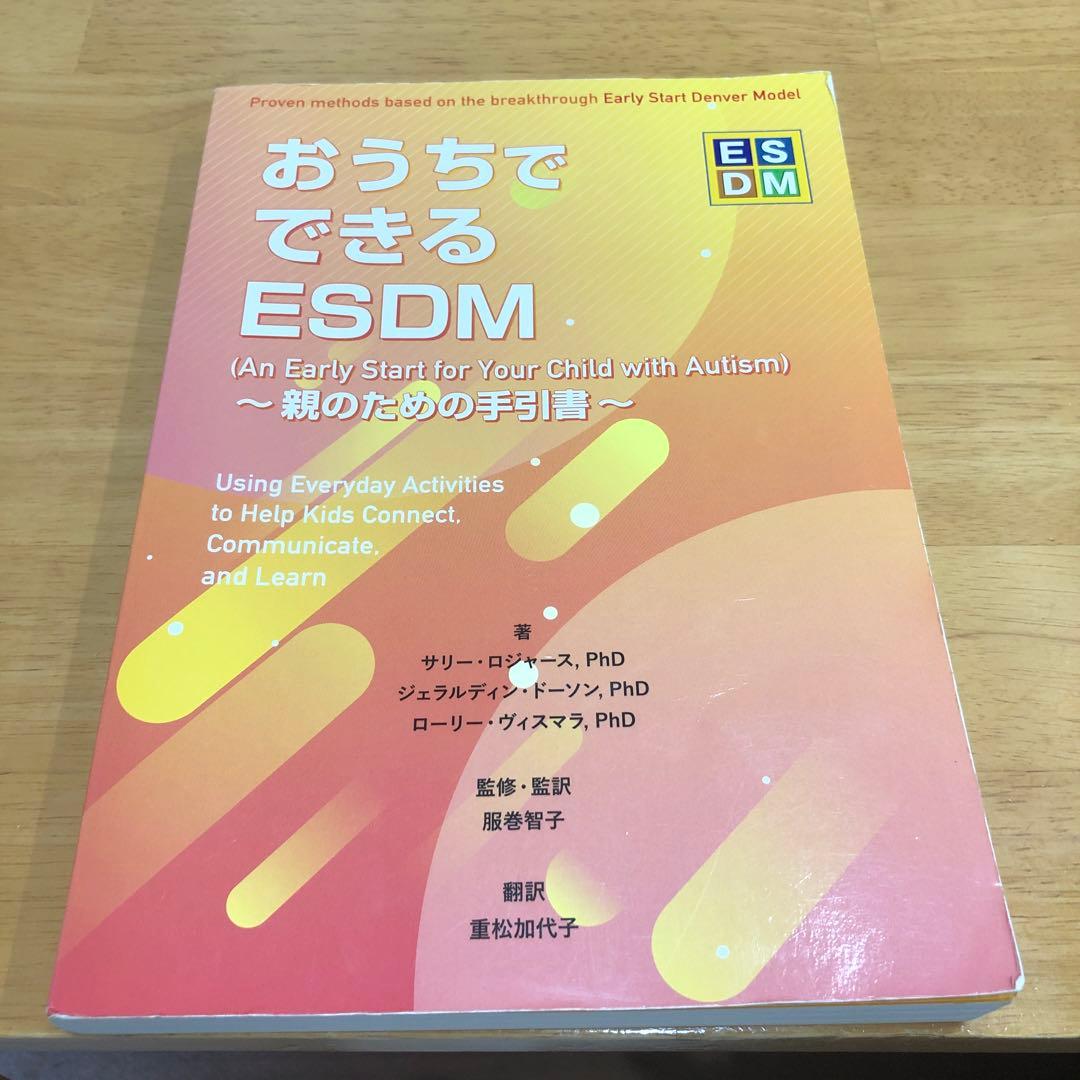 Proven methods based on the breakthrough Early Start Denver Model
おうちで
できる
ESDM
ES
DM
(An Early Start for Your Child with Autism)
～親のための手引書～
Using Everyday Activities
to Help Kids Connect,
Communicate,
and Learn
著
サリー・ロジャース, PhD
ジェラルディン・ドーソン, PhD
ローリー・ヴィスマラ, PhD
監修・監訳
服巻智子
翻訳
重松加代子